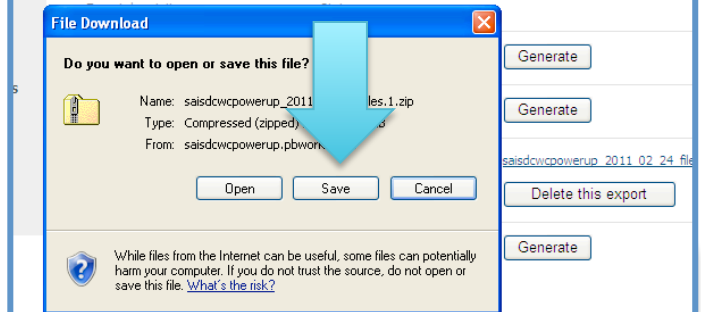 File Download
Do you want to open or save this file?
Name: saisdcwcpowerup_2011 les.1.zip
Type: Compressed (zipped)
From: saisdcwcpowerup.pbwor
Open Save Cancel
While files from the Internet can be useful, some files can potentially
harm your computer. If you do not trust the source, do not open or
save this file. What's the risk?
s
Generate
Generate
saisdcwcpowerup_2011_02_24_file
Delete this export
Generate